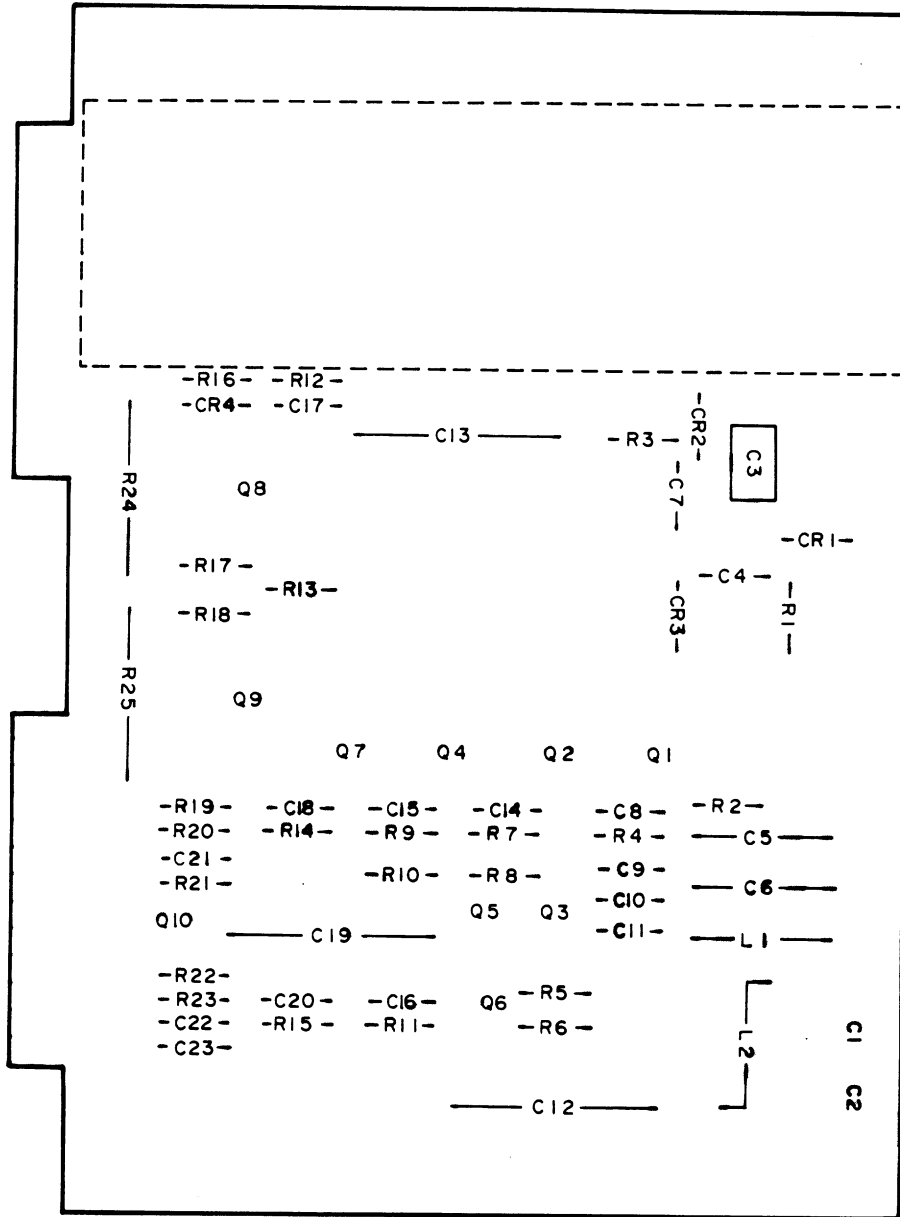 R16 R12
CR4 C17
C13 R3 CR2 C3
R24 Q8 C7
CR1
R17 C4
R13 CR3 R1
R18
R25 Q9
Q7 Q4 Q2 Q1
R19 C18 C15 C14 C8 R2
R20 R14 R9 R7 R4 C5
C21 C9
R21 R10 R8 C6
C10
Q10 Q5 Q3
C19 C11 L1
R22
R23 C20 C16 Q6 R5
C22 R15 R11 R6 L2 C1
C23
C12 C2